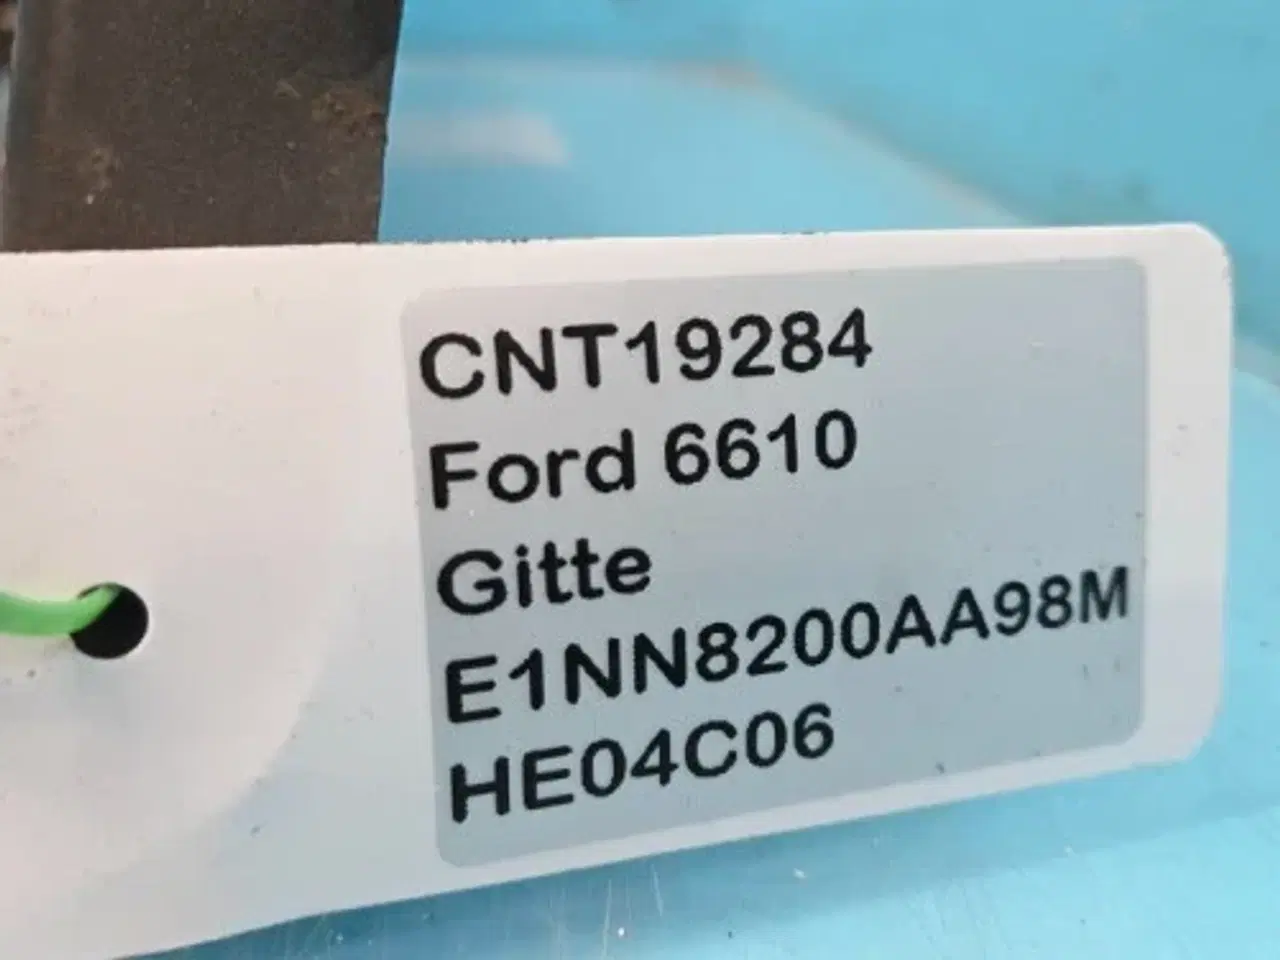 CNT19284
Ford 6610
Gitte
E1NN8200AA98M
HE04C06